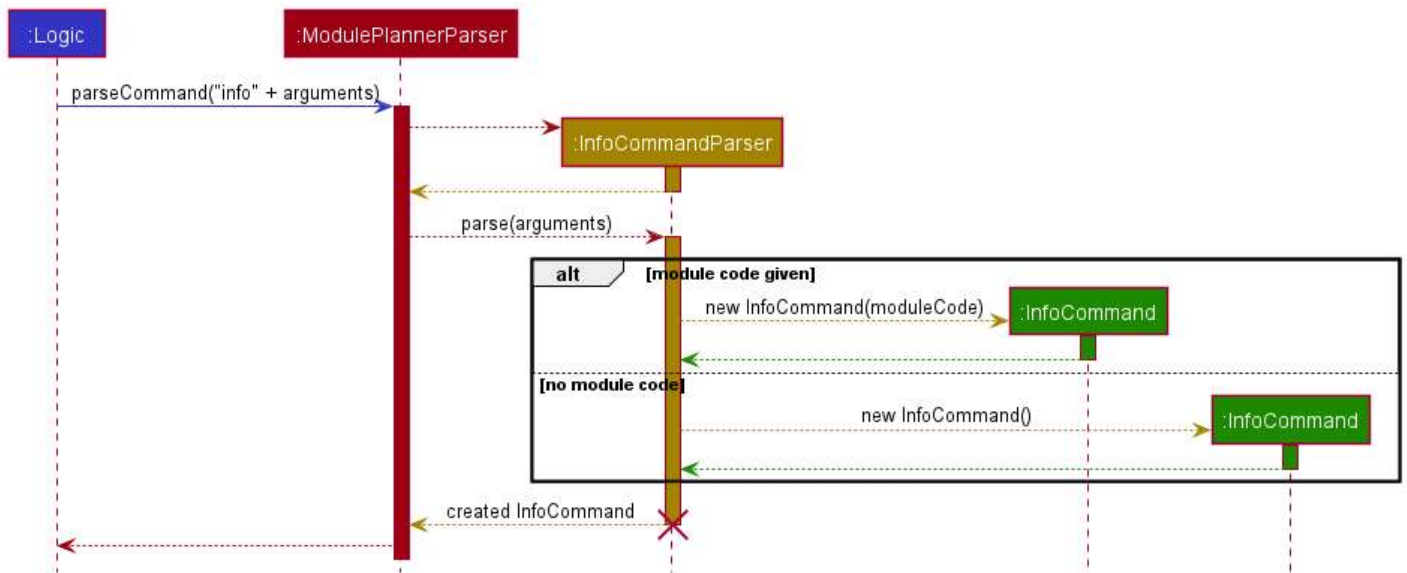 :Logic
:ModulePlannerParser
parseCommand("info" + arguments)
:InfoCommandParser
parse(arguments)
alt
[module code given]
new InfoCommand(moduleCode)
:InfoCommand
[no module code]
new InfoCommand()
:InfoCommand
created InfoCommand